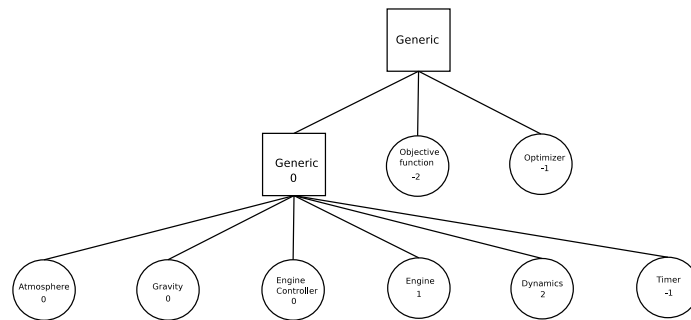 Generic
Generic
0
Objective
function
-2
Optimizer
-1
Atmosphere
0
Gravity
0
Engine
Controller
0
Engine
1
Dynamics
2
Timer
-1